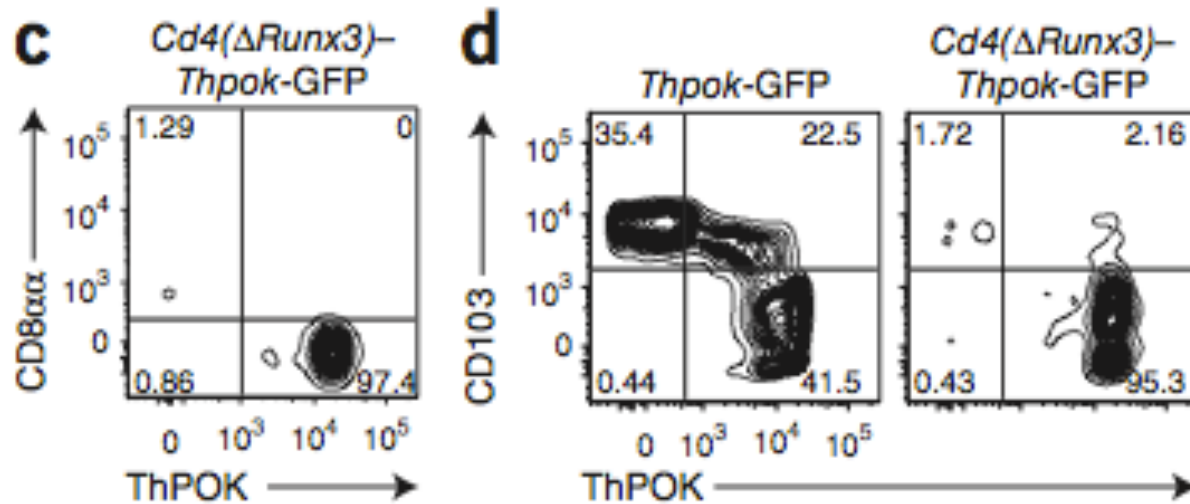 c
Cd4(ΔRunx3)–
Thpok-GFP
CD8αα
10⁵
10⁴
10³
0
1.29
0
0.86
97.4
0
10³
10⁴
10⁵
ThPOK
d
Thpok-GFP
CD103
10⁵
10⁴
10³
0
35.4
22.5
0.44
41.5
0
10³
10⁴
10⁵
Cd4(ΔRunx3)–
Thpok-GFP
1.72
2.16
0.43
95.3
ThPOK